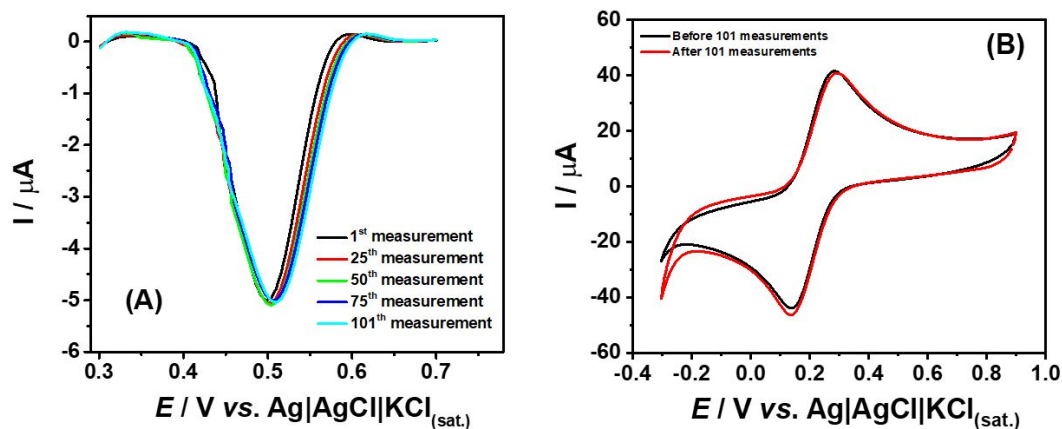 (A)
I / μA
0
-1
-2
-3
-4
-5
-6
1st measurement
25th measurement
50th measurement
75th measurement
101th measurement
0.3 0.4 0.5 0.6 0.7
E / V vs. Ag|AgCl|KCl(sat.)
(B)
I / μA
60
40
20
0
-20
-40
-60
Before 101 measurements
After 101 measurements
-0.4 -0.2 0.0 0.2 0.4 0.6 0.8 1.0
E / V vs. Ag|AgCl|KCl(sat.)